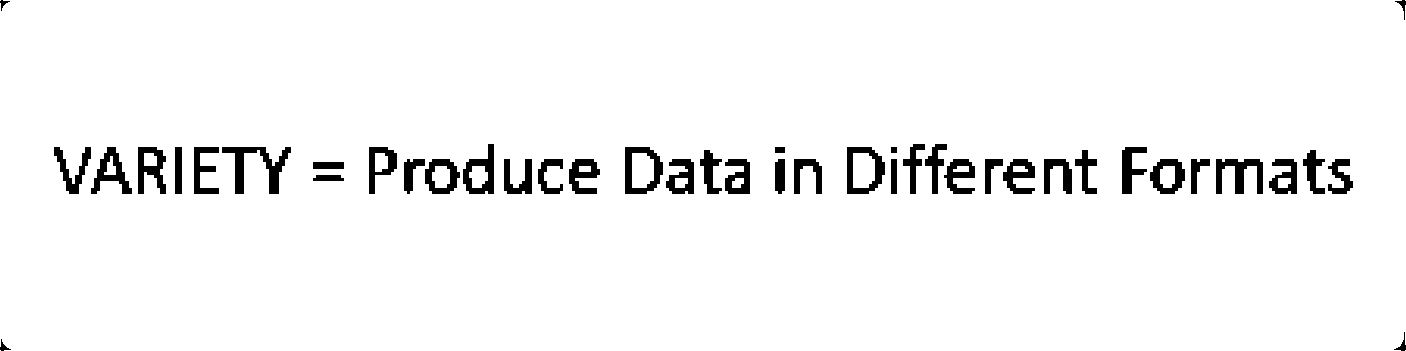 VARIETY = Produce Data in Different Formats